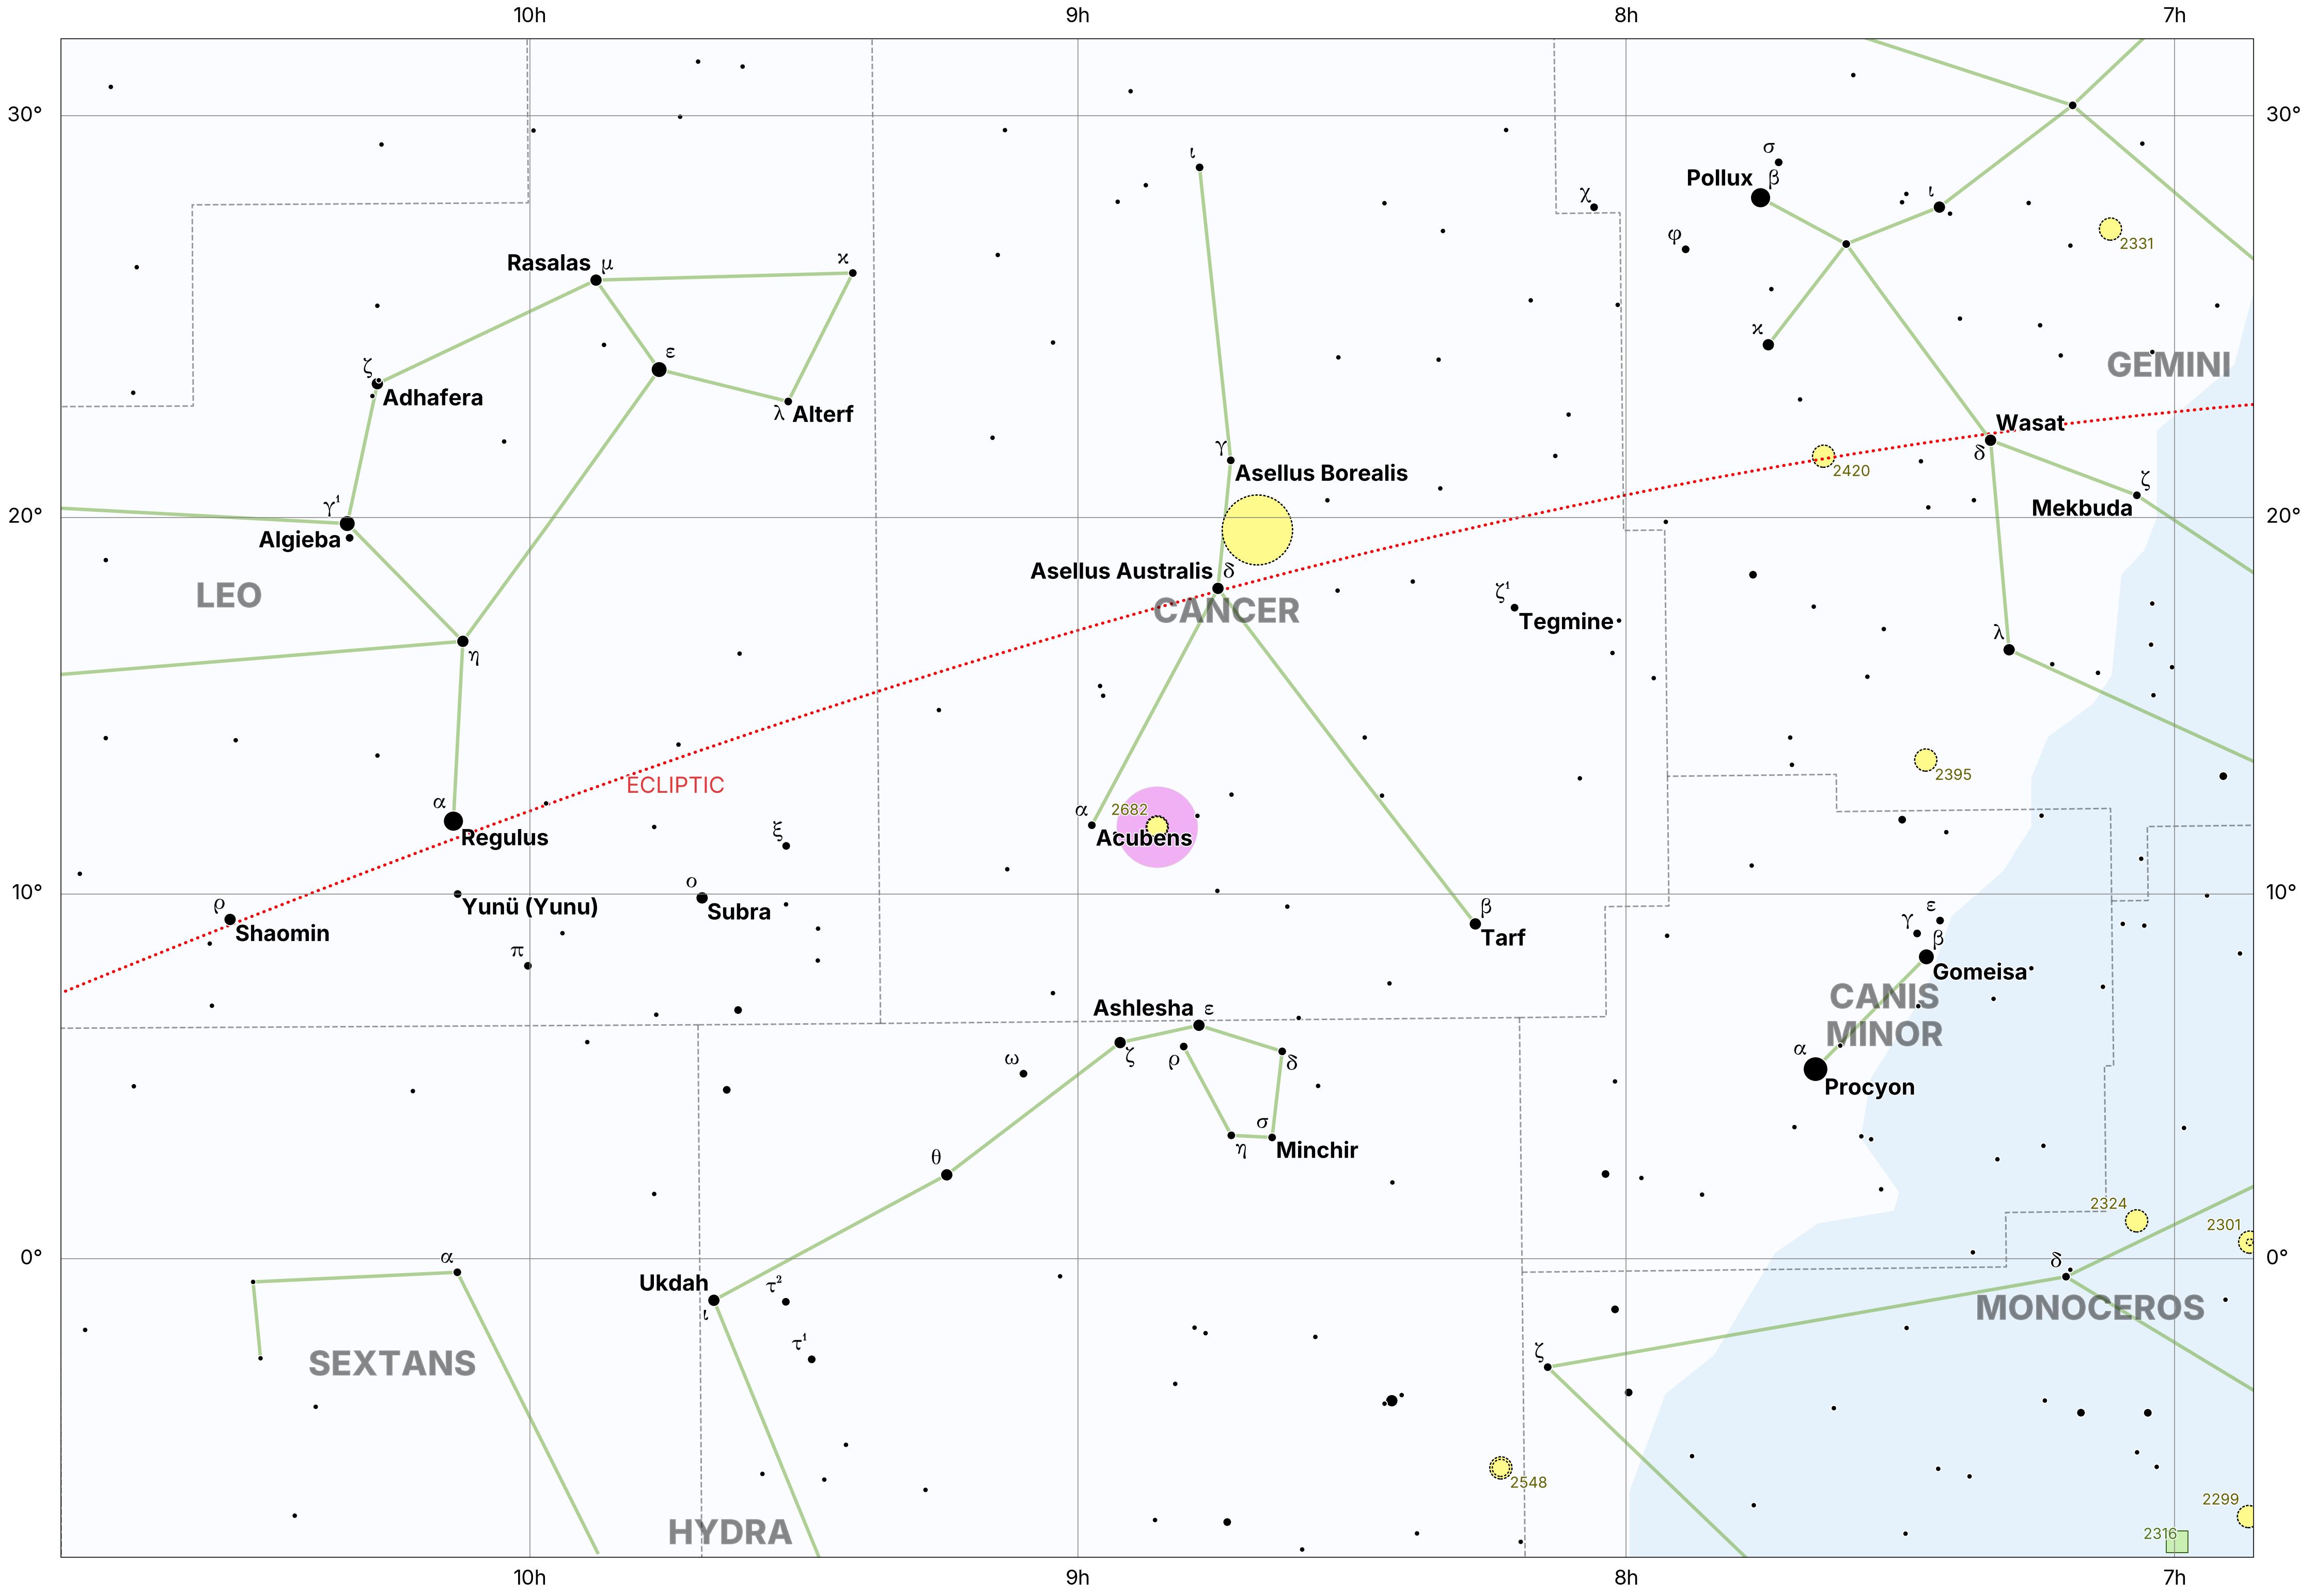 10h 9h 8h 7h
30° 30°
ι
σ
Pollux β
χ
ι
φ
2331
Rasalas μ
ϰ
ε
ζ
Adhafera
λ Alterf
ϰ
GEMINI
Wasat
δ
γ
Asellus Borealis
2420
ζ
Mekbuda
γ¹
Algieba
20° 20°
LEO
Asellus Australis δ
CANCER
ζ¹
Tegmine
λ
η
ECLIPTIC
2395
α
Regulus
ξ
α
2682
Acubens
10° 10°
ρ
Shaomin
Yunü (Yunu)
ο
Subra
β
Tarf
ε
γ
β
Gomeisa
π
CANIS
MINOR
Ashlesha ε
ζ
ρ
δ
ω
α
Procyon
σ
η
Minchir
θ
2324
2301
0° 0°
α
Ukdah
ι
τ²
τ¹
δ
MONOCEROS
SEXTANS
ζ
2548
2299
HYDRA
2316
10h 9h 8h 7h